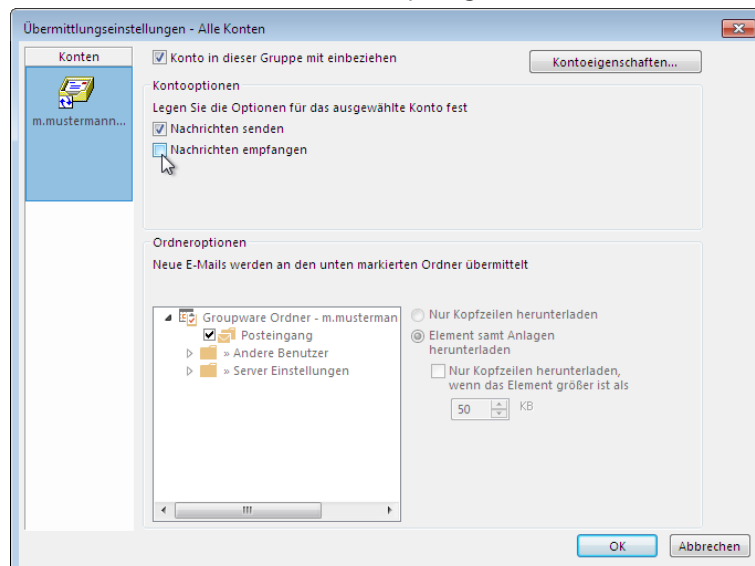 Übermittlungseinstellungen - Alle Konten
Konten
m.mustermann...
Konto in dieser Gruppe mit einbeziehen
Kontoeigenschaften...
Kontooptionen
Legen Sie die Optionen für das ausgewählte Konto fest
Nachrichten senden
Nachrichten empfangen
Ordneroptionen
Neue E-Mails werden an den unten markierten Ordner übermittelt
Groupware Ordner - m.musterman
Posteingang
» Andere Benutzer
» Server Einstellungen
Nur Kopfzeilen herunterladen
Element samt Anlagen
herunterladen
Nur Kopfzeilen herunterladen,
wenn das Element größer ist als
50 KB
OK
Abbrechen